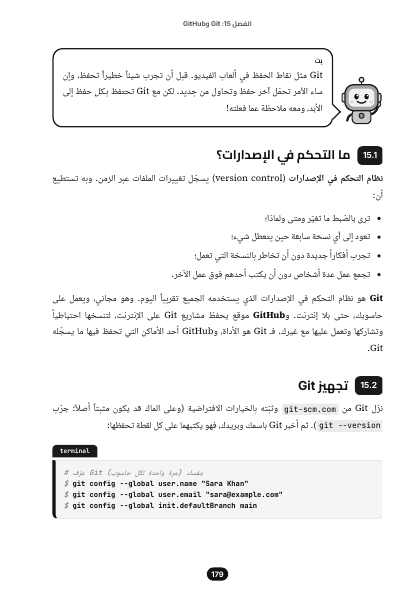 الفصل 15: Git وGitHub
بِت
Git مثل نقاط الحفظ في ألعاب الفيديو. قبل أن تجرب شيئاً خطيراً تحفظ، وإن
ساء الأمر تحمّل آخر حفظ وتحاول من جديد. لكن مع Git تحتفظ بكل حفظ إلى
الأبد، ومعه ملاحظة عما فعلته!
15.1 ما التحكم في الإصدارات؟
نظام التحكم في الإصدارات (version control) يسجّل تغييرات الملفات عبر الزمن. وبه تستطيع
أن:
• ترى بالضبط ما تغيّر ومتى ولماذا؛
• تعود إلى أي نسخة سابقة حين يتعطل شيء؛
• تجرب أفكاراً جديدة دون أن تخاطر بالنسخة التي تعمل؛
• تجمع عمل عدة أشخاص دون أن يكتب أحدهم فوق عمل الآخر.
Git هو نظام التحكم في الإصدارات الذي يستخدمه الجميع تقريباً اليوم. وهو مجاني، ويعمل على
حاسوبك، حتى بلا إنترنت. وGitHub موقع يحفظ مشاريع Git على الإنترنت، لتنسخها احتياطياً
وتشاركها وتعمل عليها مع غيرك. فـ Git هو الأداة، وGitHub أحد الأماكن التي تحفظ فيها ما يسجّله
Git.
15.2 تجهيز Git
نزّل Git من git-scm.com وثبّته بالخيارات الافتراضية (وعلى الماك قد يكون مثبتاً أصلاً: جرّب
git --version). ثم أخبر Git باسمك وبريدك، فهو يكتبهما على كل لقطة تحفظها:
terminal
# عرّف Git بنفسك (مرة واحدة لكل حاسوب)
$ git config --global user.name "Sara Khan"
$ git config --global user.email "sara@example.com"
$ git config --global init.defaultBranch main
179